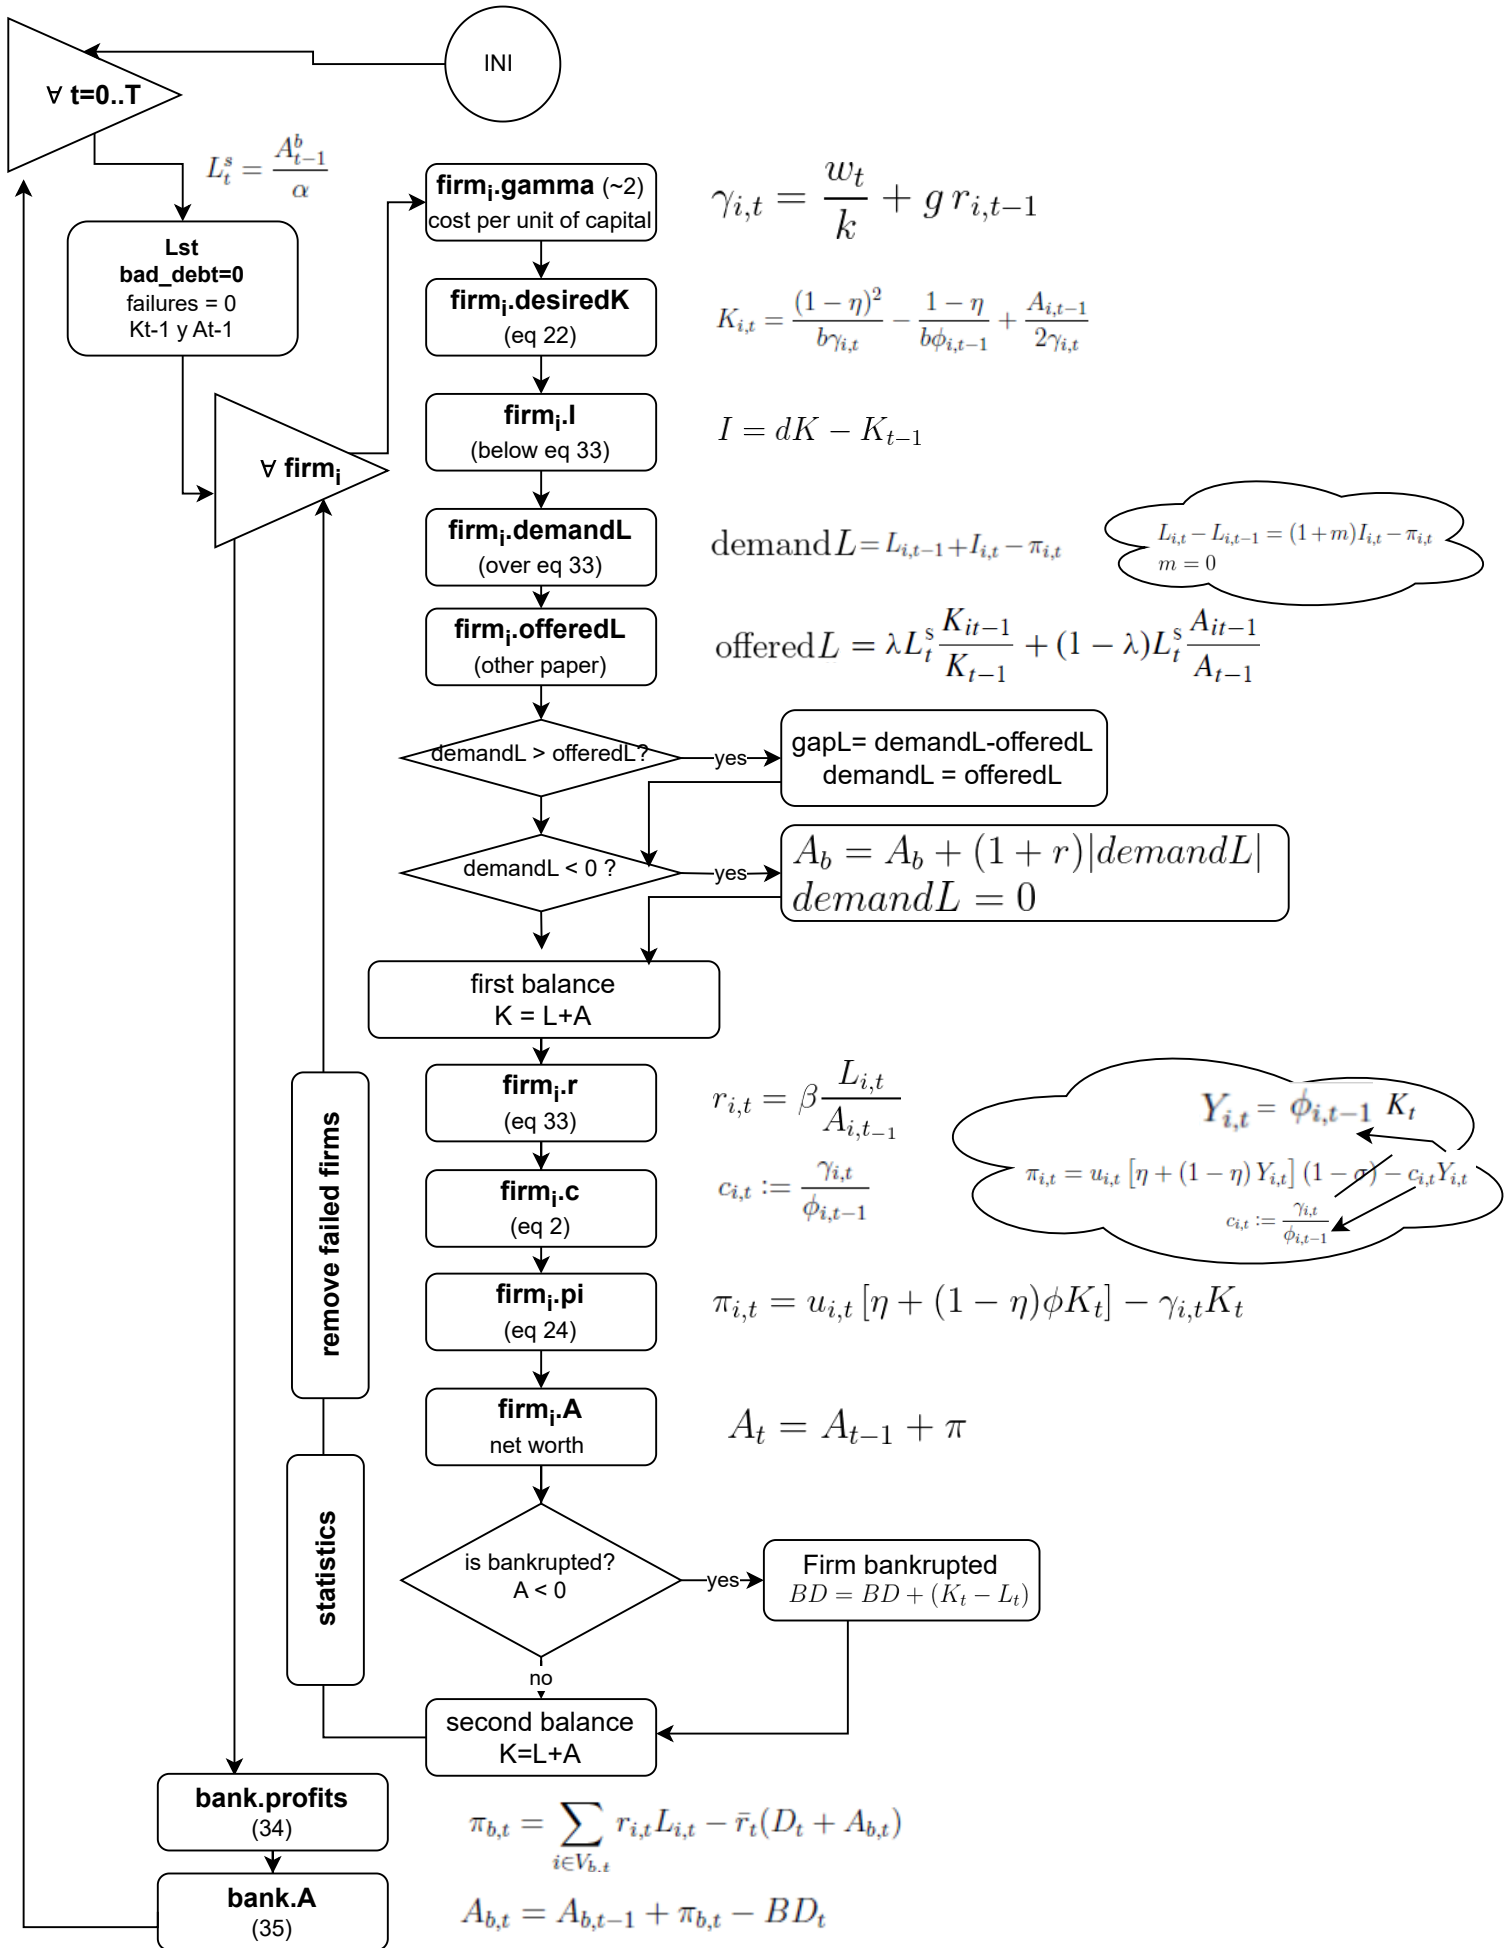 INI
∀ t=0..T
L_t^s = A_{t-1}^b / α
Lst
bad_debt=0
failures = 0
Kt-1 y At-1
∀ firm_i
firm_i.gamma (~2)
cost per unit of capital
γ_{i,t} = w_t / k + g r_{i,t-1}
firm_i.desiredK
(eq 22)
K_{i,t} = (1 − η)^2 / bγ_{i,t} − 1 − η / bϕ_{i,t-1} + A_{i,t-1} / 2γ_{i,t}
firm_i.I
(below eq 33)
I = dK − K_{t-1}
firm_i.demandL
(over eq 33)
demandL = L_{i,t-1} + I_{i,t} − π_{i,t}
L_{i,t} − L_{i,t-1} = (1+m)I_{i,t} − π_{i,t}
m = 0
firm_i.offeredL
(other paper)
offeredL = λL_t^s K_{it-1} / K_{t-1} + (1 − λ)L_t^s A_{it-1} / A_{t-1}
demandL > offeredL?
yes
gapL= demandL-offeredL
demandL = offeredL
demandL < 0 ?
yes
A_b = A_b + (1 + r)|demandL|
demandL = 0
first balance
K = L+A
firm_i.r
(eq 33)
r_{i,t} = β L_{i,t} / A_{i,t-1}
firm_i.c
(eq 2)
c_{i,t} := γ_{i,t} / ϕ_{i,t-1}
Y_{i,t} = ϕ_{i,t-1} K_t
π_{i,t} = u_{i,t} [η + (1 − η) Y_{i,t}] (1 − σ) − c_{i,t}Y_{i,t}
c_{i,t} := γ_{i,t} / ϕ_{i,t-1}
firm_i.pi
(eq 24)
π_{i,t} = u_{i,t} [η + (1 − η)ϕK_t] − γ_{i,t}K_t
firm_i.A
net worth
A_t = A_{t-1} + π
is bankrupted?
A < 0
yes
Firm bankrupted
BD = BD + (K_t − L_t)
no
second balance
K=L+A
statistics
remove failed firms
bank.profits
(34)
π_{b,t} = ∑_{i∈V_{b,t}} r_{i,t}L_{i,t} − r̄_t(D_t + A_{b,t})
bank.A
(35)
A_{b,t} = A_{b,t-1} + π_{b,t} − BD_t